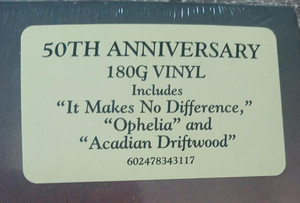 50TH ANNIVERSARY
180G VINYL
Includes
“It Makes No Difference,”
“Ophelia” and
“Acadian Driftwood”
602478343117